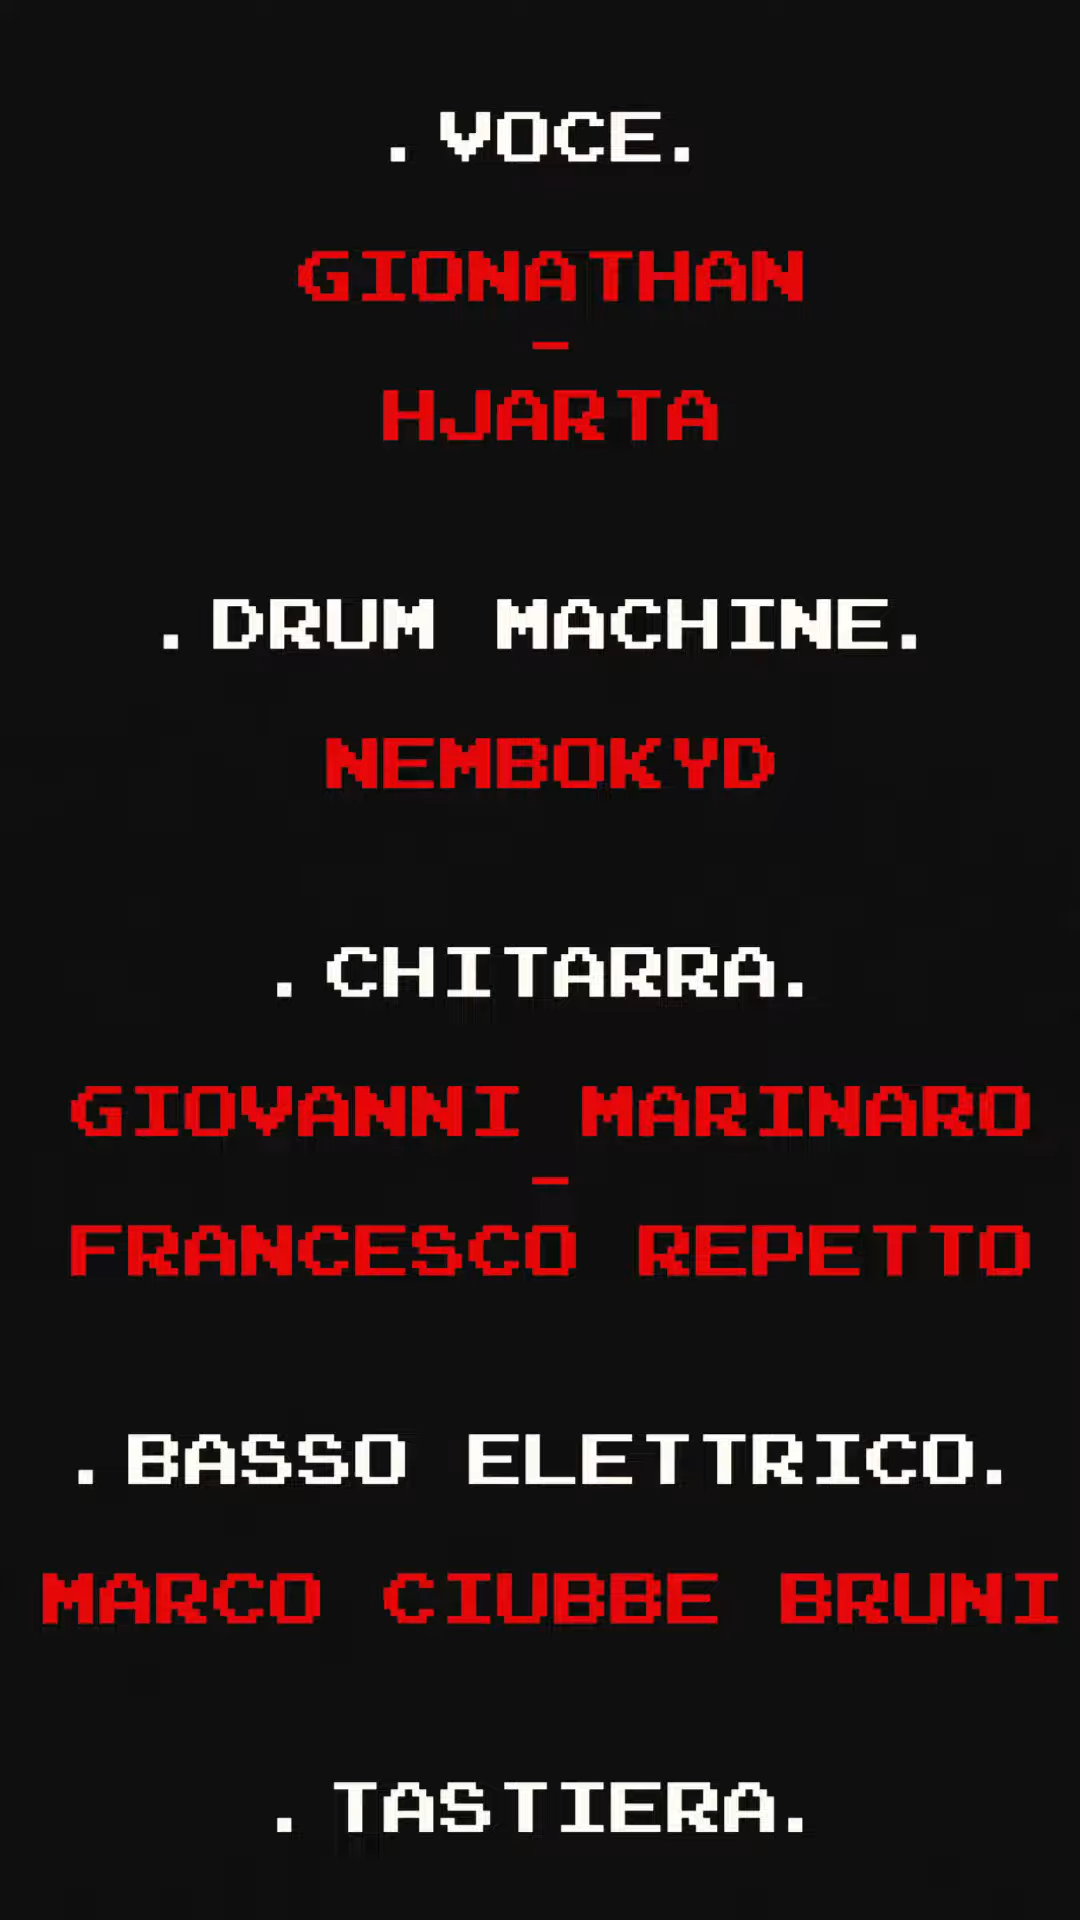 .VOCE.
GIONATHAN
–
HJARTA
.DRUM MACHINE.
NEMBOKYD
.CHITARRA.
GIOVANNI MARINARO
–
FRANCESCO REPETTO
.BASSO ELETTRICO.
MARCO CIUBBE BRUNI
. TASTIERA.